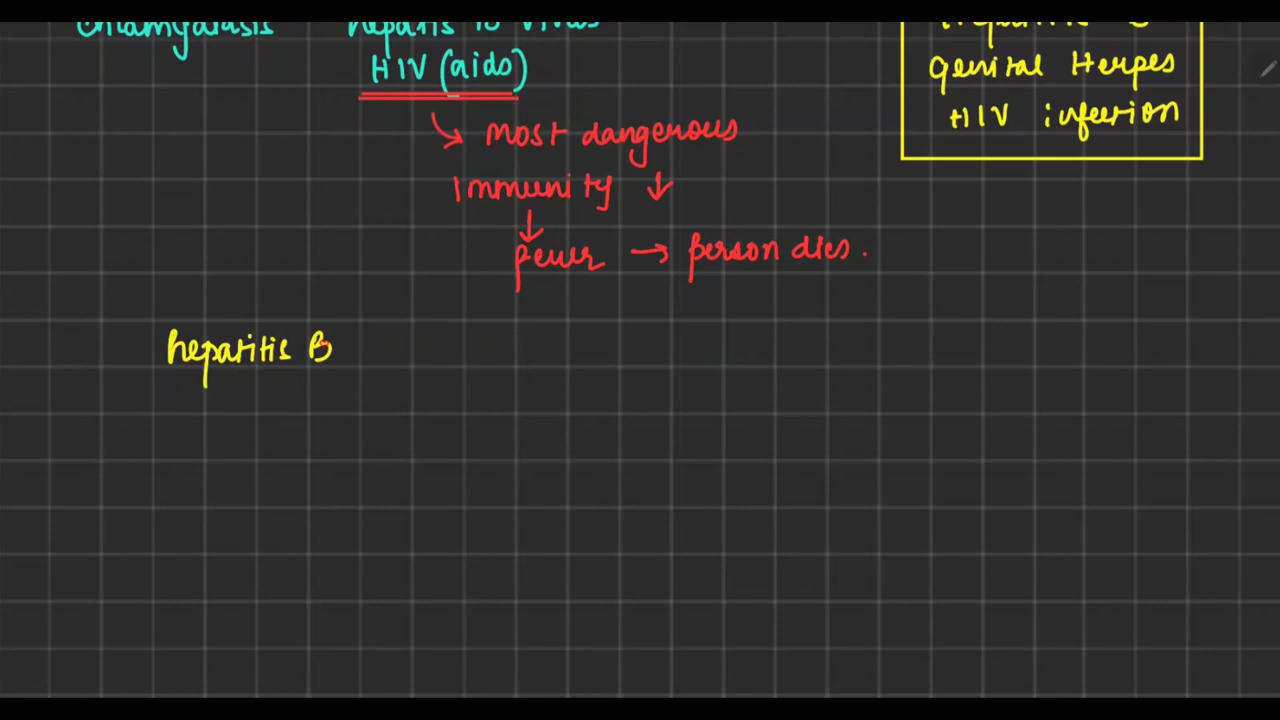 HIV (aids)
most dangerous
Immunity ↓
↓
fever → person dies.
Genital Herpes
HIV infection
hepatitis B